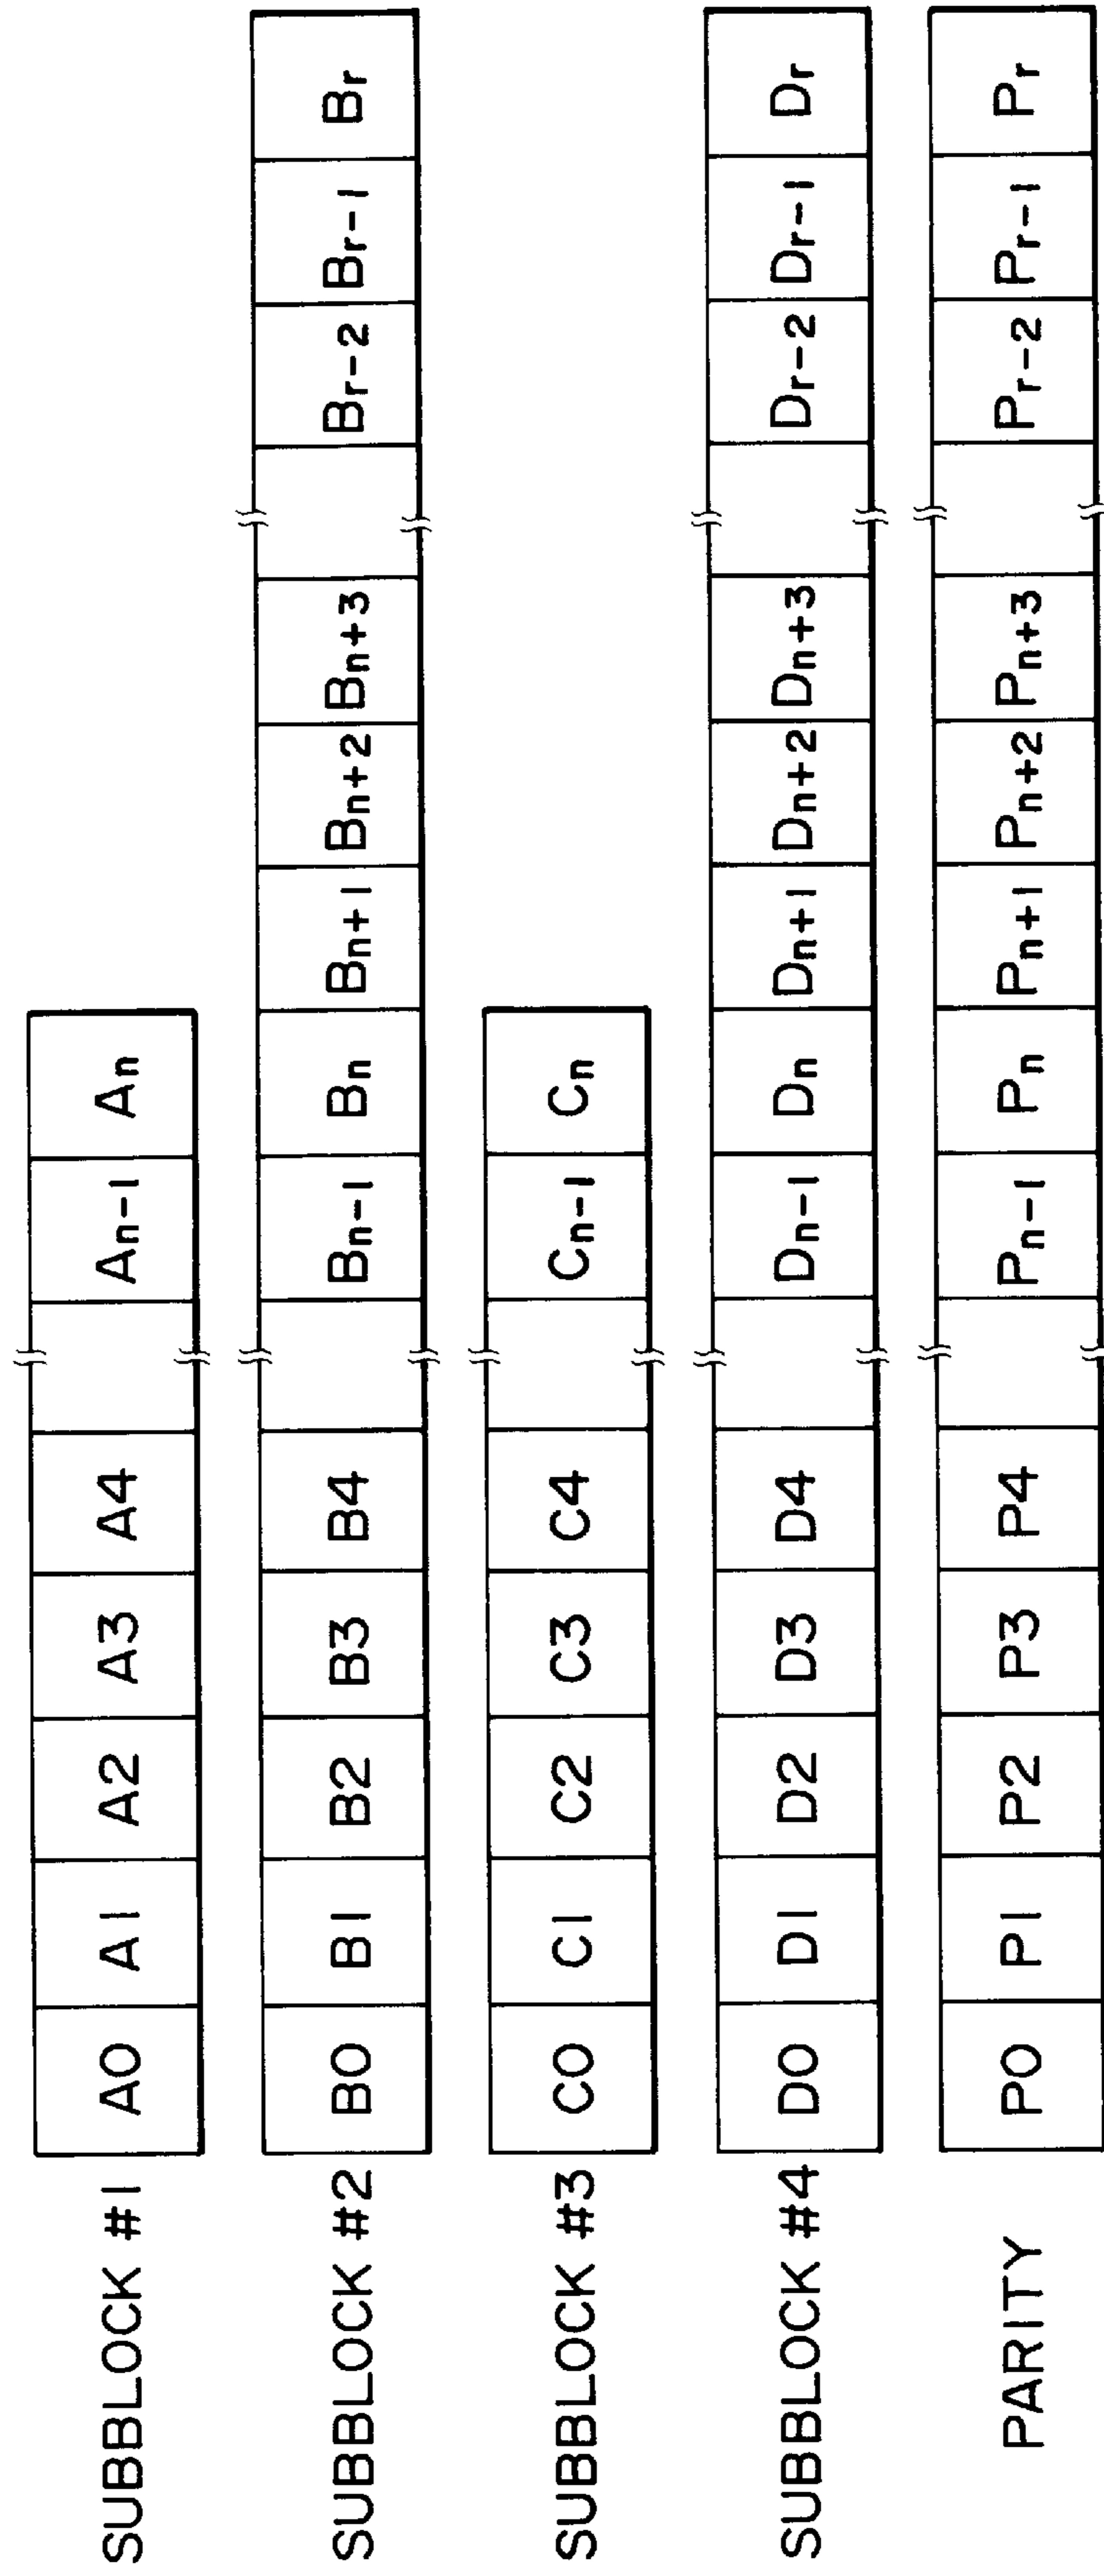 SUBBLOCK #1 A0 A1 A2 A3 A4 An-1 An
SUBBLOCK #2 B0 B1 B2 B3 B4 Bn-1 Bn Bn+1 Bn+2 Bn+3 Br-2 Br-1 Br
SUBBLOCK #3 C0 C1 C2 C3 C4 Cn-1 Cn
SUBBLOCK #4 D0 D1 D2 D3 D4 Dn-1 Dn Dn+1 Dn+2 Dn+3 Dr-2 Dr-1 Dr
PARITY P0 P1 P2 P3 P4 Pn-1 Pn Pn+1 Pn+2 Pn+3 Pr-2 Pr-1 Pr